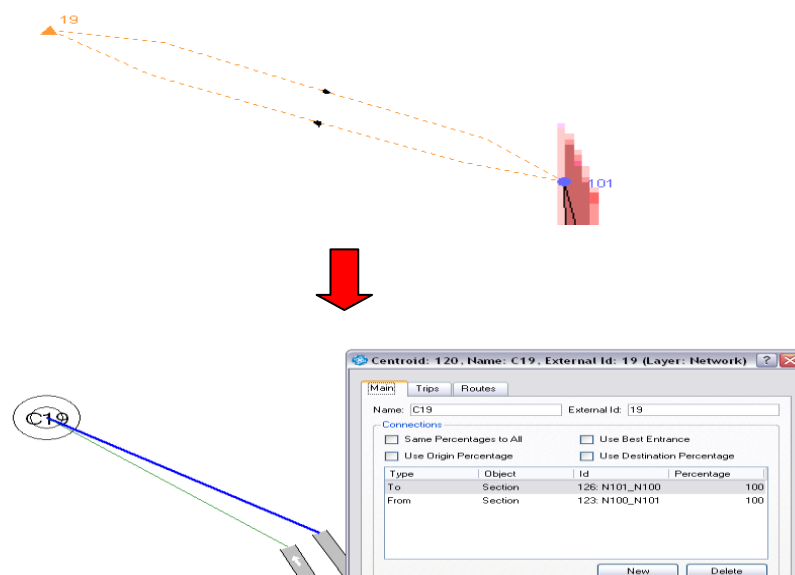 19
101
C19
Centroid: 120, Name: C19, External Id: 19 (Layer: Network)
Main Trips Routes
Name: C19 External Id: 19
Connections
Same Percentages to All Use Best Entrance
Use Origin Percentage Use Destination Percentage
Type Object Id Percentage
To Section 126: N101_N100 100
From Section 123: N100_N101 100
New Delete